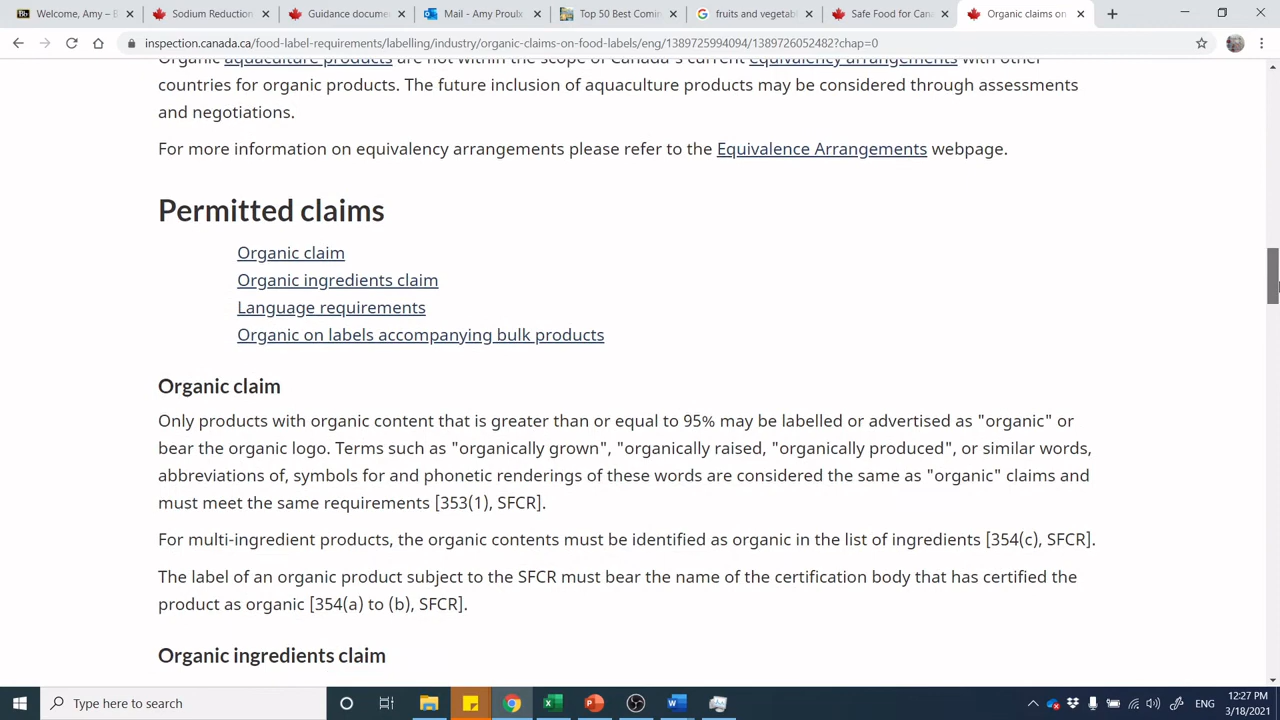 Welcome, Amy – B
Sodium Reduction
Guidance docume
Mail - Amy Proulx
Top 50 Best Comin
fruits and vegetabl
Safe Food for Cana
Organic claims on
inspection.canada.ca/food-label-requirements/labelling/industry/organic-claims-on-food-labels/eng/1389725994094/1389726052482?chap=0
Organic aquaculture products are not within the scope of Canada's current equivalency arrangements with other
countries for organic products. The future inclusion of aquaculture products may be considered through assessments
and negotiations.
For more information on equivalency arrangements please refer to the Equivalence Arrangements webpage.
Permitted claims
Organic claim
Organic ingredients claim
Language requirements
Organic on labels accompanying bulk products
Organic claim
Only products with organic content that is greater than or equal to 95% may be labelled or advertised as "organic" or
bear the organic logo. Terms such as "organically grown", "organically raised, "organically produced", or similar words,
abbreviations of, symbols for and phonetic renderings of these words are considered the same as "organic" claims and
must meet the same requirements [353(1), SFCR].
For multi-ingredient products, the organic contents must be identified as organic in the list of ingredients [354(c), SFCR].
The label of an organic product subject to the SFCR must bear the name of the certification body that has certified the
product as organic [354(a) to (b), SFCR].
Organic ingredients claim
Type here to search
ENG
12:27 PM
3/18/2021